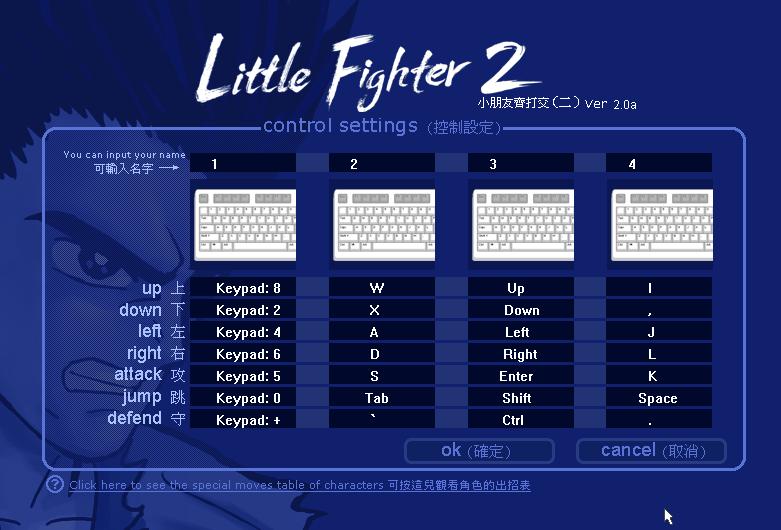 Little Fighter 2
小朋友齊打交(二) Ver 2.0a
control settings (控制設定)
You can input your name
可輸入名字 1 2 3 4
up 上 Keypad: 8 W Up I
down 下 Keypad: 2 X Down ,
left 左 Keypad: 4 A Left J
right 右 Keypad: 6 D Right L
attack 攻 Keypad: 5 S Enter K
jump 跳 Keypad: 0 Tab Shift Space
defend 守 Keypad: + ` Ctrl .
ok (確定) cancel (取消)
? Click here to see the special moves table of characters 可按這兒觀看角色的出招表